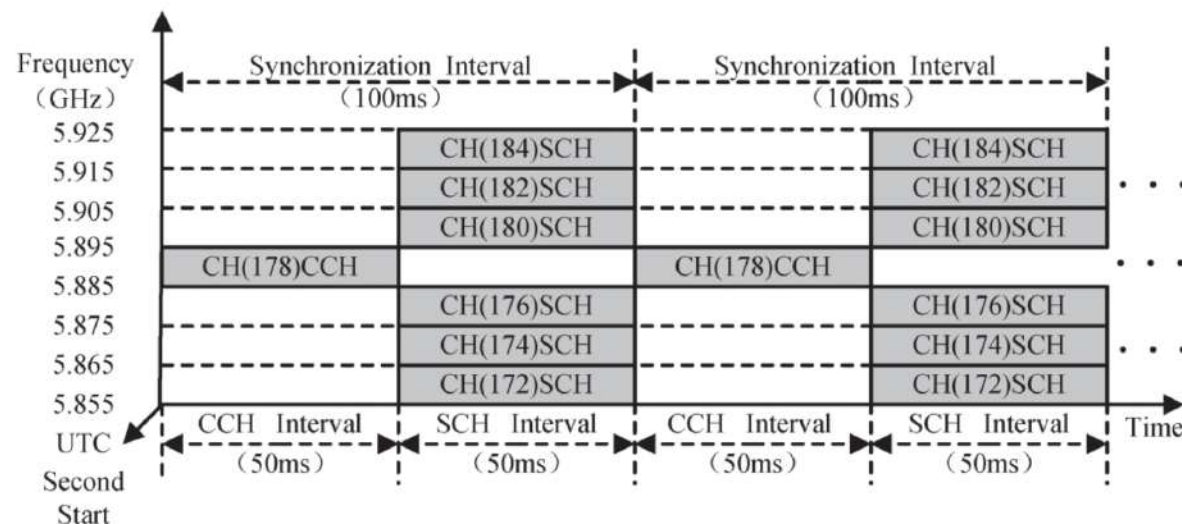 Frequency
（GHz）
Synchronization Interval
（100ms）
Synchronization Interval
（100ms）
5.925
5.915
5.905
5.895
5.885
5.875
5.865
5.855
CH(184)SCH
CH(182)SCH
CH(180)SCH
CH(178)CCH
CH(176)SCH
CH(174)SCH
CH(172)SCH
CH(184)SCH
CH(182)SCH
CH(180)SCH
CH(178)CCH
CH(176)SCH
CH(174)SCH
CH(172)SCH
. . .
. . .
. . .
UTC
Second
Start
CCH Interval
（50ms）
SCH Interval
（50ms）
CCH Interval
（50ms）
SCH Interval
（50ms）
Time